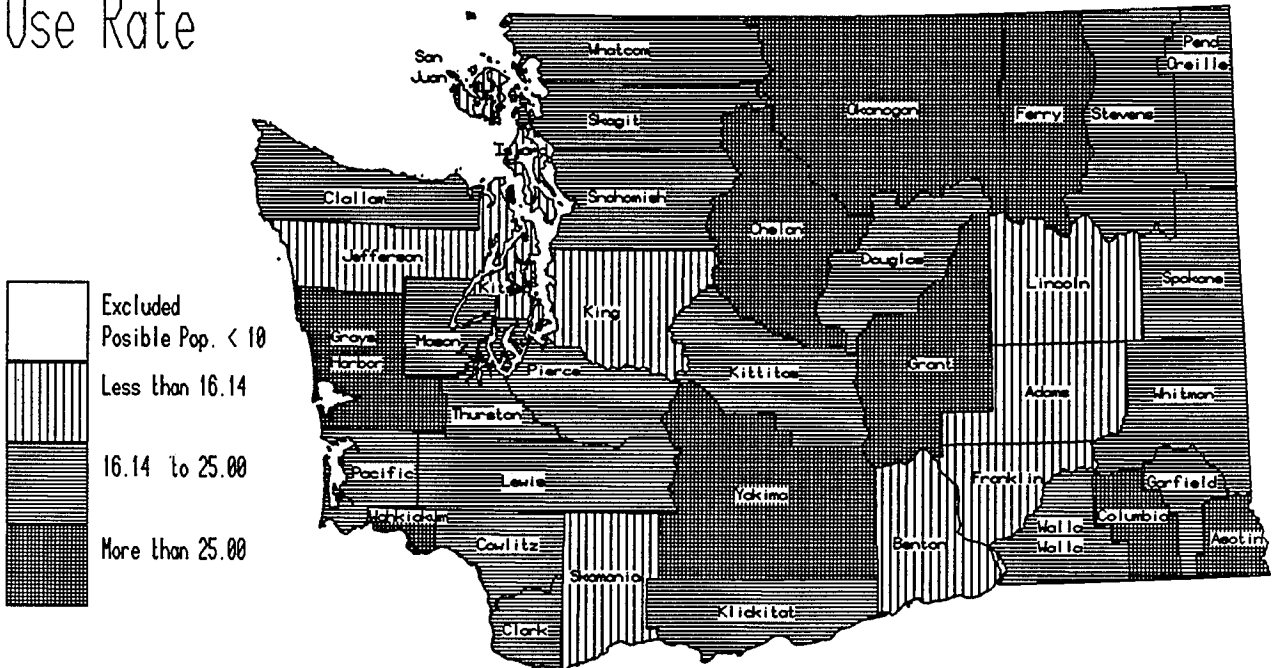 Use Rate
San
Juan
Whatcom
Pend
Oreille
Okanogan
Ferry
Stevens
Skagit
Island
Clallam
Snohomish
Chelan
Jefferson
Douglas
Lincoln
Spokane
King
Excluded
Posible Pop. < 10
Grays
Harbor
Mason
Pierce
Kittitas
Grant
Less than 16.14
Adams
Whitman
Thurston
16.14 to 25.00
Pacific
Lewis
Yakima
Franklin
Garfield
Wahkiakum
Columbia
Walla
Walla
Asotin
More than 25.00
Cowlitz
Benton
Skamania
Klickitat
Clark